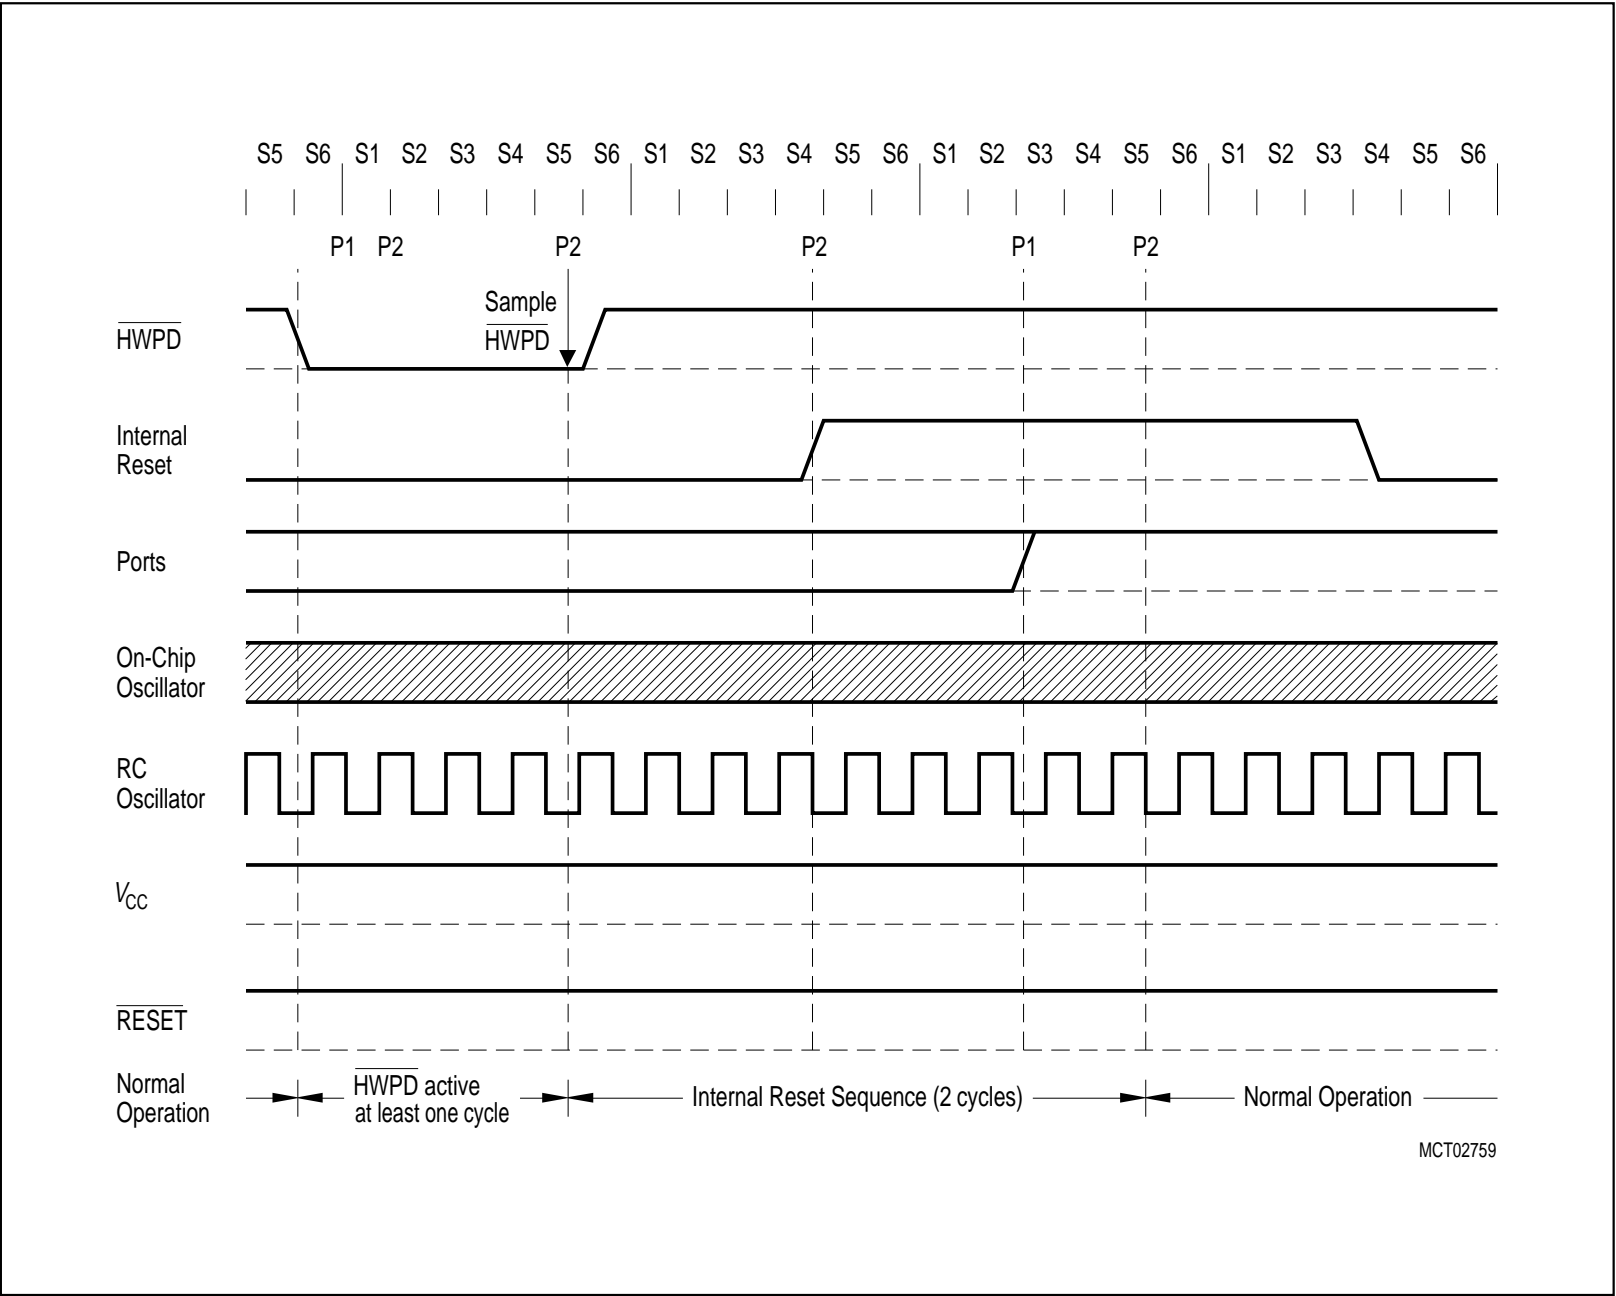 S5 S6 S1 S2 S3 S4 S5 S6 S1 S2 S3 S4 S5 S6 S1 S2 S3 S4 S5 S6 S1 S2 S3 S4 S5 S6
P1 P2 P2 P2 P1 P2
Sample
HWPD
HWPD
Internal
Reset
Ports
On-Chip
Oscillator
RC
Oscillator
VCC
RESET
Normal
Operation
HWPD active
at least one cycle
Internal Reset Sequence (2 cycles)
Normal Operation
MCT02759